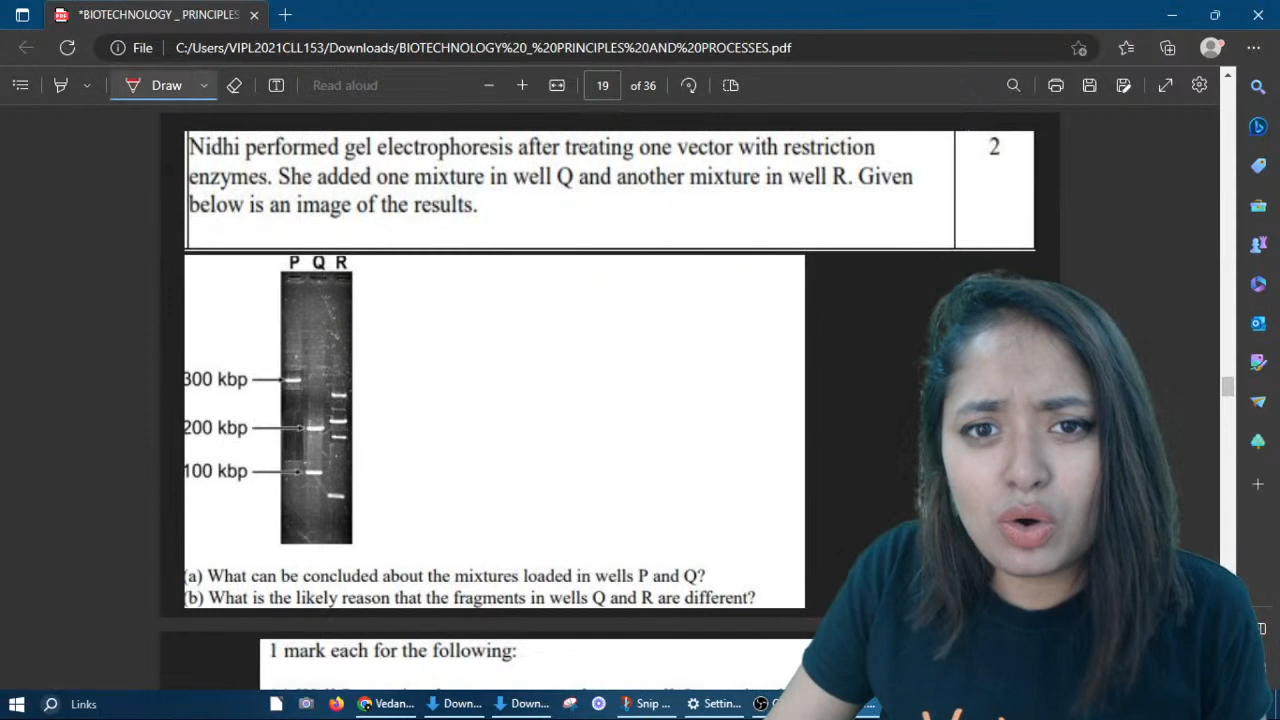 *BIOTECHNOLOGY _ PRINCIPLES
File C:/Users/VIPL2021CLL153/Downloads/BIOTECHNOLOGY%20_%20PRINCIPLES%20AND%20PROCESSES.pdf
Draw Read aloud 19 of 36
Nidhi performed gel electrophoresis after treating one vector with restriction 2
enzymes. She added one mixture in well Q and another mixture in well R. Given
below is an image of the results.
P Q R
300 kbp
200 kbp
100 kbp
(a) What can be concluded about the mixtures loaded in wells P and Q?
(b) What is the likely reason that the fragments in wells Q and R are different?
1 mark each for the following:
Links Vedan... Down... Down... Snip ... Settin...